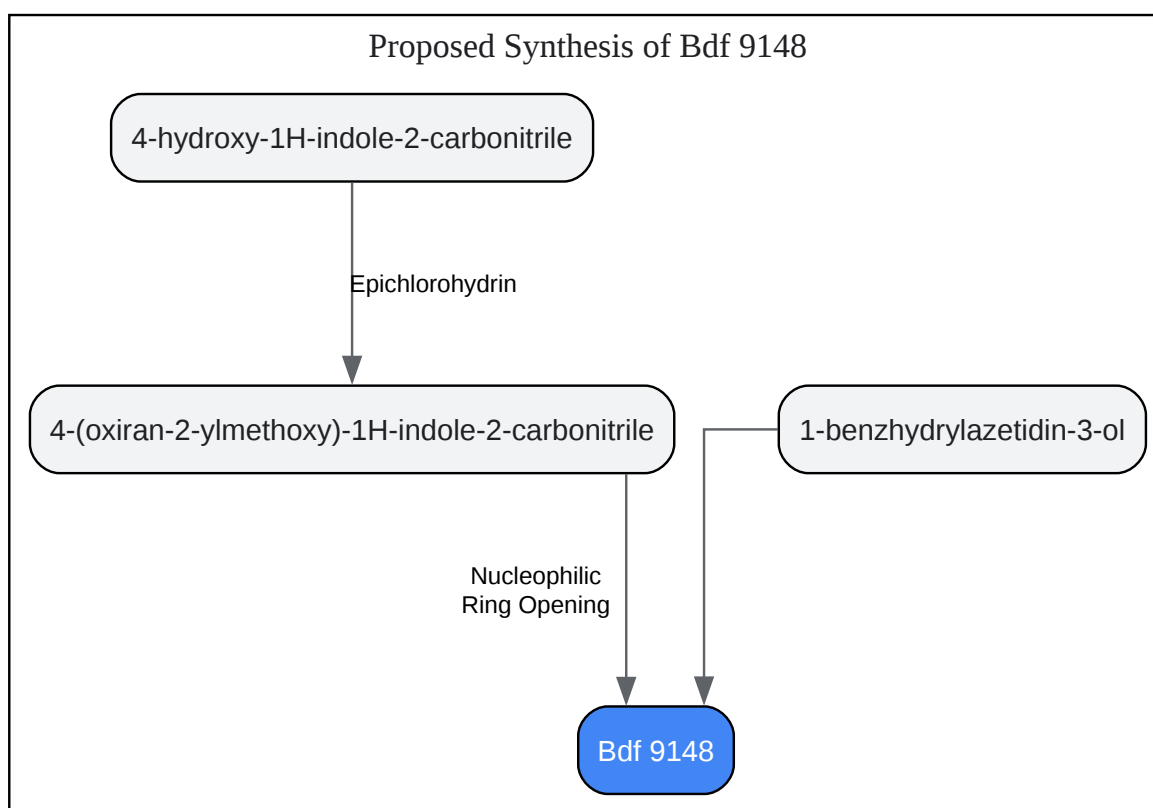 Proposed Synthesis of Bdf 9148
4-hydroxy-1H-indole-2-carbonitrile
Epichlorohydrin
4-(oxiran-2-ylmethoxy)-1H-indole-2-carbonitrile
1-benzhydrylazetidin-3-ol
Nucleophilic
Ring Opening
Bdf 9148